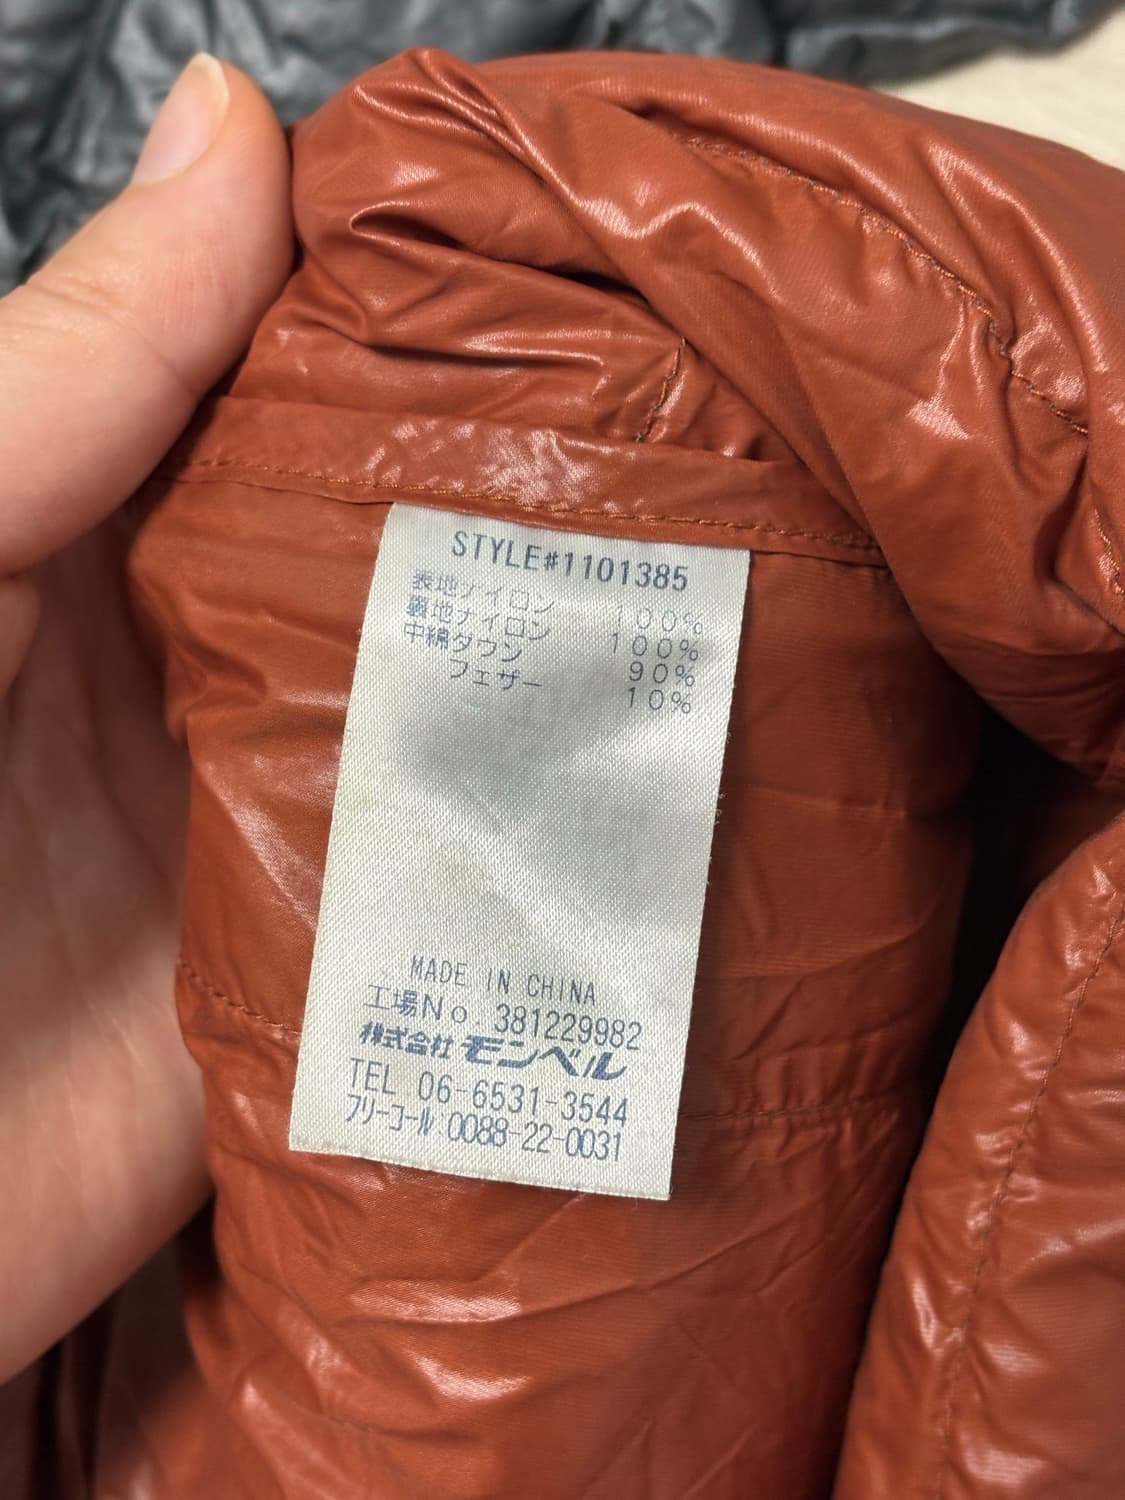 STYLE#1101385
表地ナイロン 100%
裏地ナイロン 100%
中綿ダウン 90%
フェザー 10%
MADE IN CHINA
工場No. 381229982
株式会社 モンベル
TEL 06-6531-3544
フリーコール:0088-22-0031